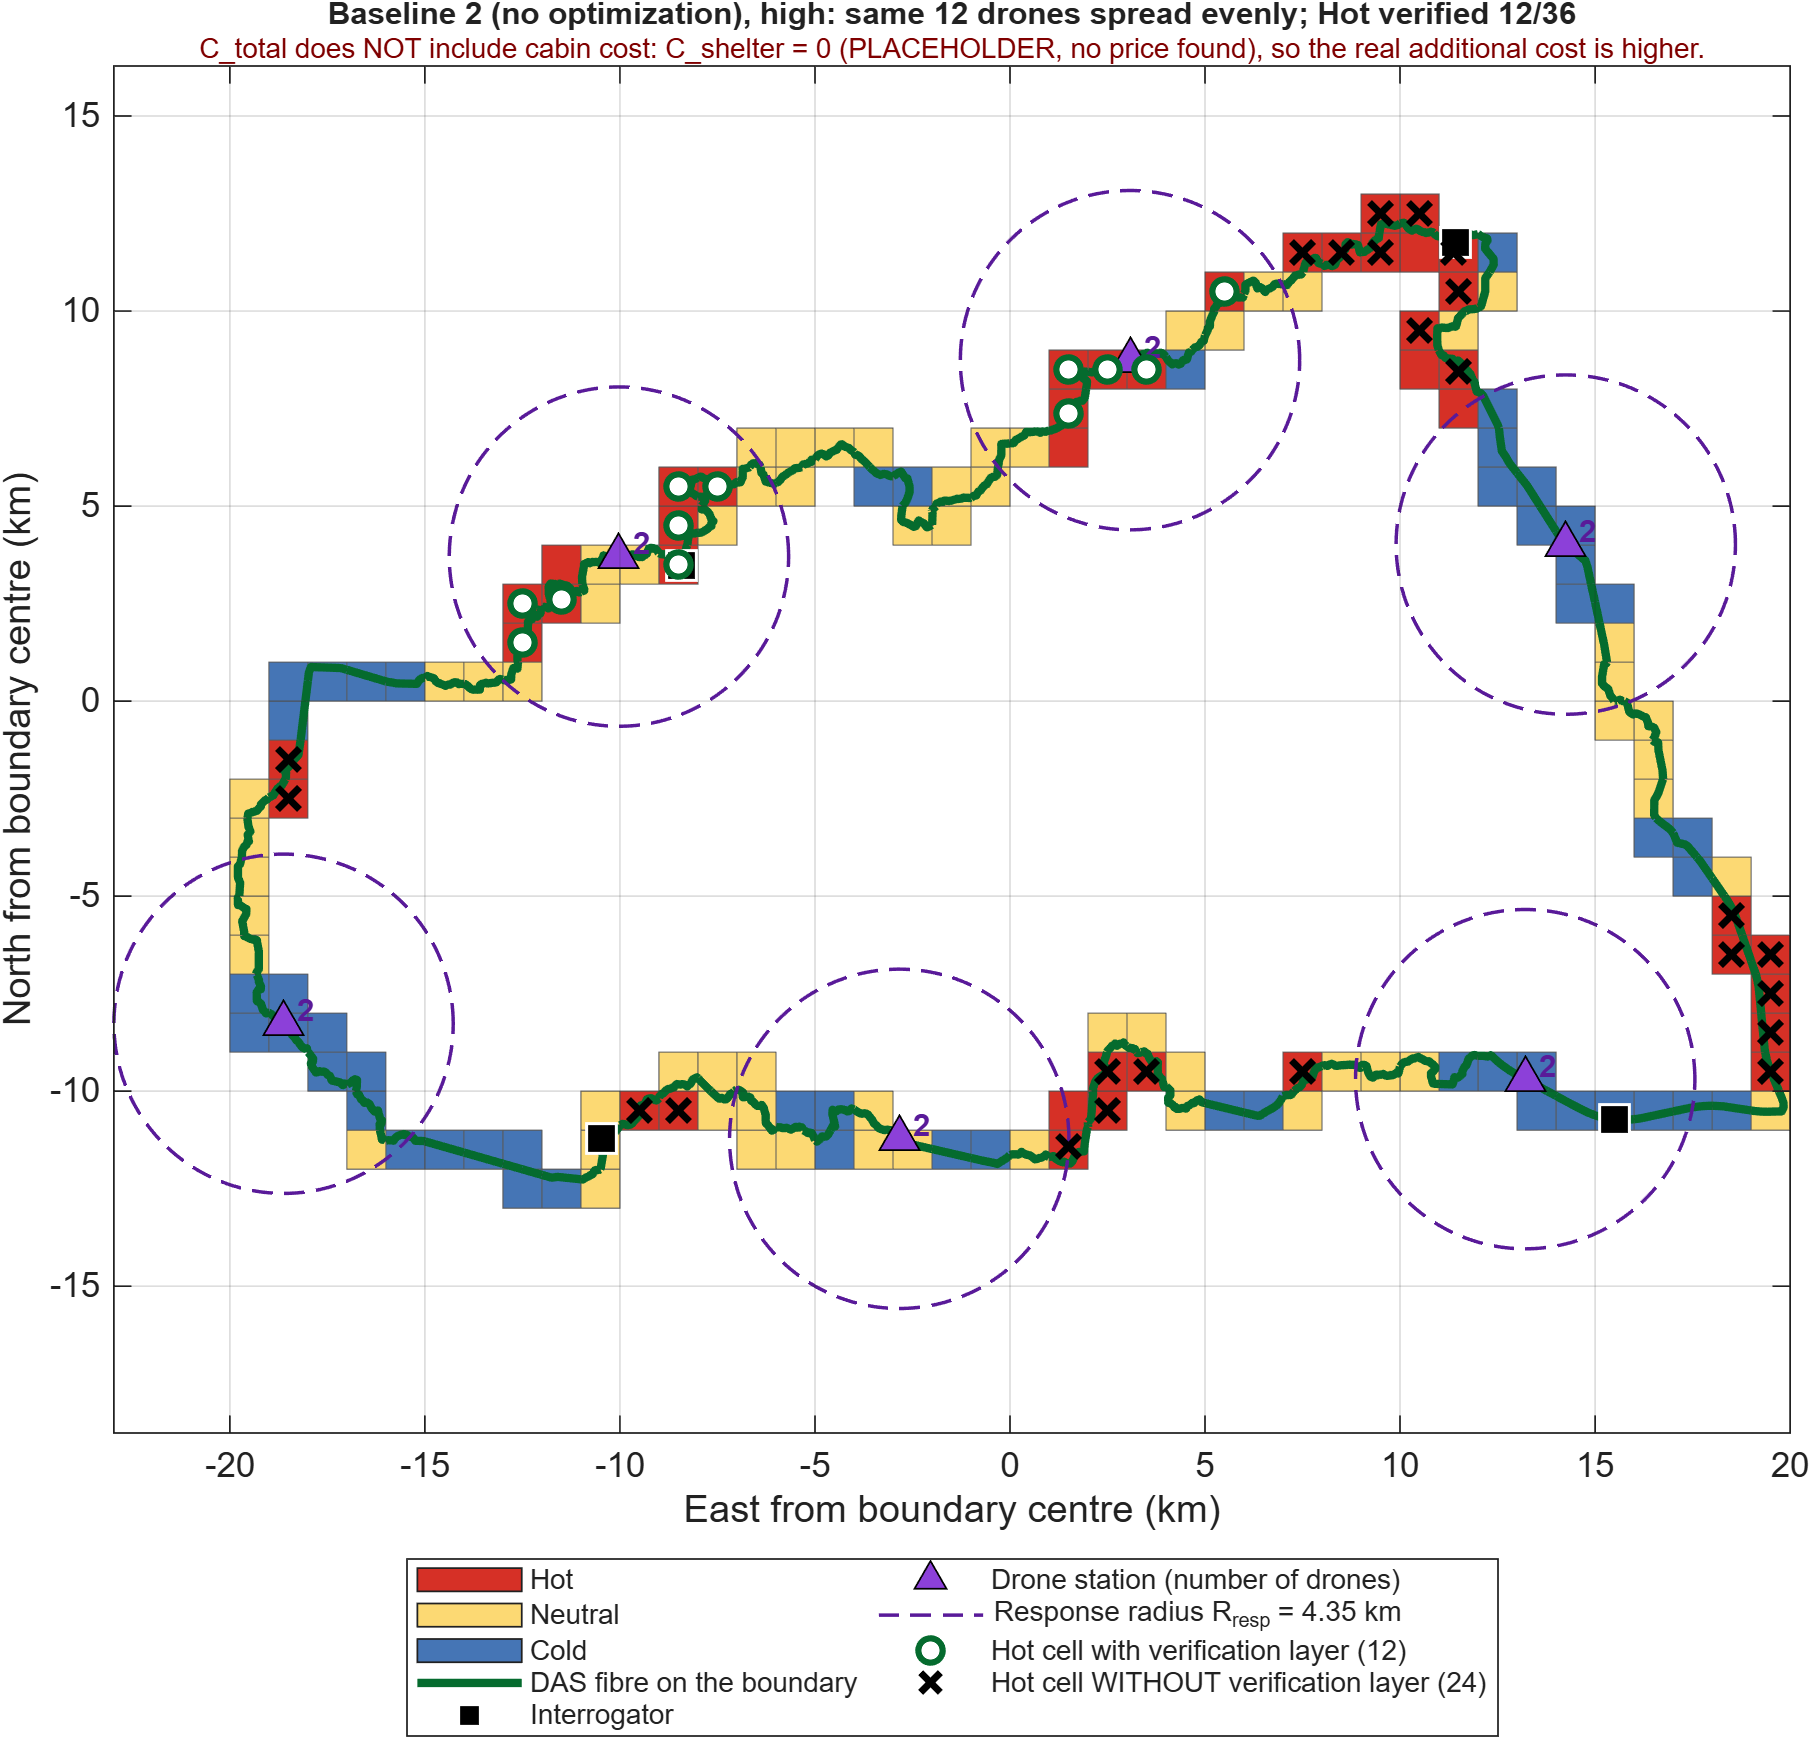 Baseline 2 (no optimization), high: same 12 drones spread evenly; Hot verified 12/36
C_total does NOT include cabin cost: C_shelter = 0 (PLACEHOLDER, no price found), so the real additional cost is higher.
North from boundary centre (km)
15
10
5
0
-5
-10
-15
2
2
2
2
2
2
-20
-15
-10
-5
0
5
10
15
20
East from boundary centre (km)
Hot
Neutral
Cold
DAS fibre on the boundary
Interrogator
Drone station (number of drones)
Response radius Rresp = 4.35 km
Hot cell with verification layer (12)
Hot cell WITHOUT verification layer (24)